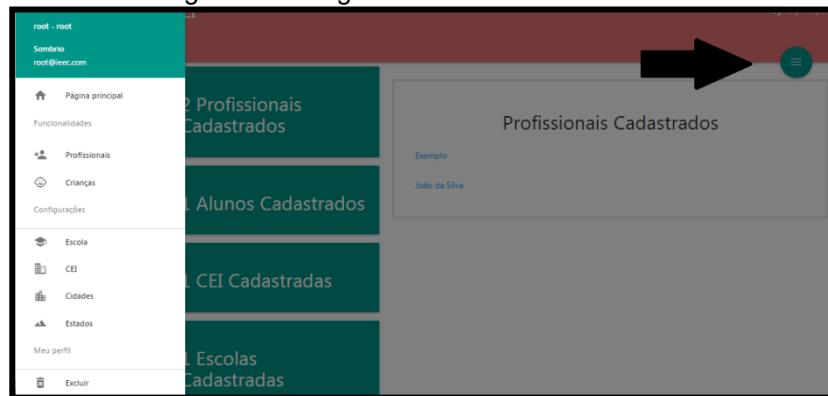 root - root
Sombrio
root@ieec.com
Página principal
Funcionalidades
Profissionais
Crianças
Configurações
Escola
CEI
Cidades
Estados
Meu perfil
Excluir
2 Profissionais
Cadastrados
1 Alunos Cadastrados
1 CEI Cadastradas
1 Escolas
Cadastradas
Profissionais Cadastrados
Exemplo
João da Silva